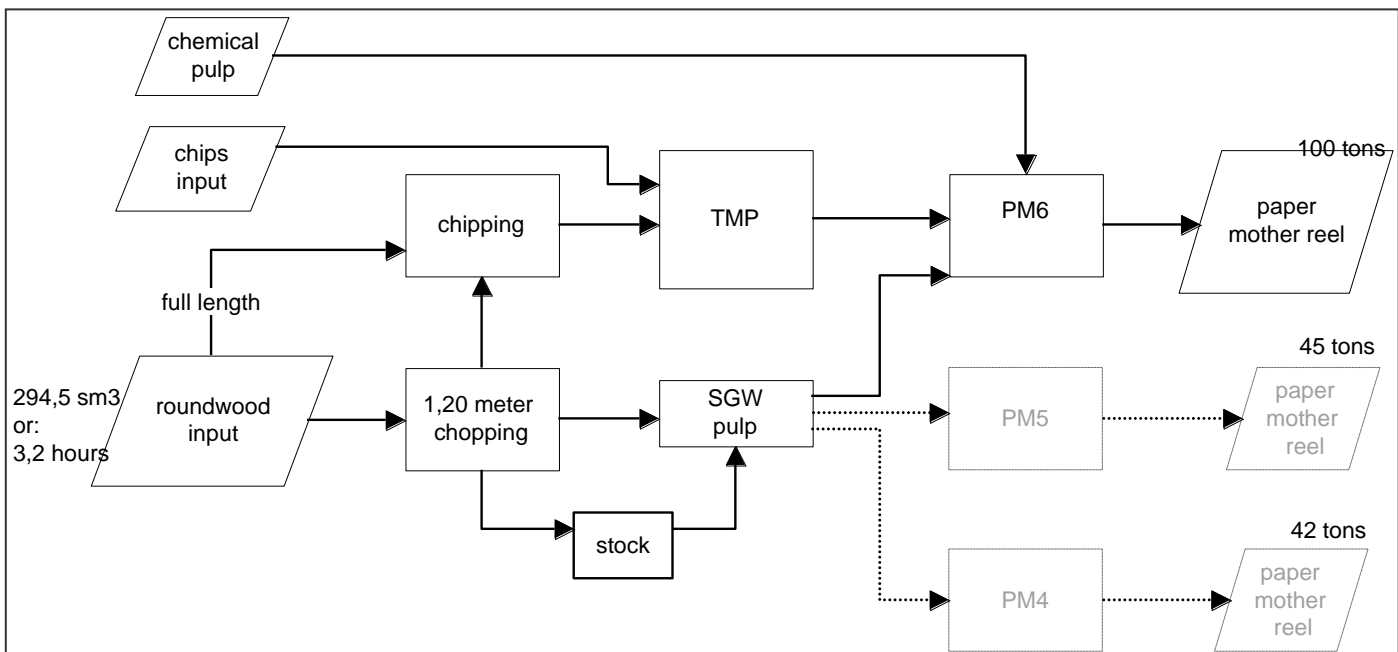 chemical
pulp
chips
input
100 tons
paper
mother reel
chipping
TMP
PM6
full length
294,5 sm3
or:
3,2 hours
roundwood
input
1,20 meter
chopping
SGW
pulp
stock
45 tons
PM5
paper
mother
reel
42 tons
PM4
paper
mother
reel